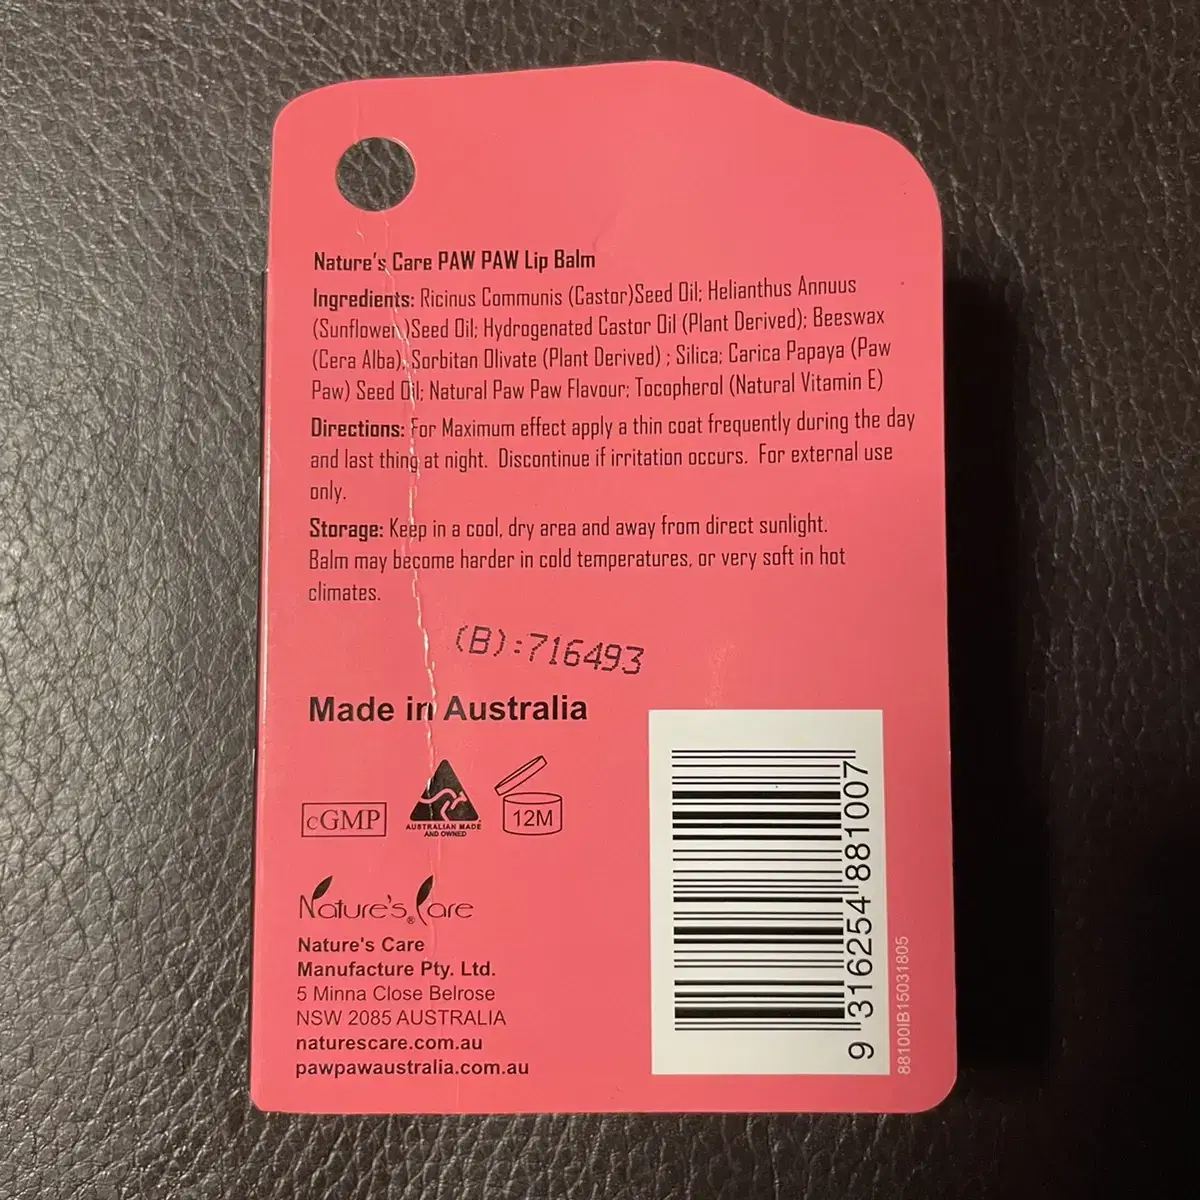 Nature's Care PAW PAW Lip Balm
Ingredients: Ricinus Communis (Castor)Seed Oil; Helianthus Annuus
(Sunflower)Seed Oil; Hydrogenated Castor Oil (Plant Derived); Beeswax
(Cera Alba); Sorbitan Olivate (Plant Derived) ; Silica; Carica Papaya (Paw
Paw) Seed Oil; Natural Paw Paw Flavour; Tocopherol (Natural Vitamin E)
Directions: For Maximum effect apply a thin coat frequently during the day
and last thing at night. Discontinue if irritation occurs. For external use
only.
Storage: Keep in a cool, dry area and away from direct sunlight.
Balm may become harder in cold temperatures, or very soft in hot
climates.
(B):716493
Made in Australia
cGMP
AUSTRALIAN MADE
AND OWNED
12M
Nature's Care®
Nature's Care
Manufacture Pty. Ltd.
5 Minna Close Belrose
NSW 2085 AUSTRALIA
naturescare.com.au
pawpawaustralia.com.au
9 316254 881007
88100IB15031805